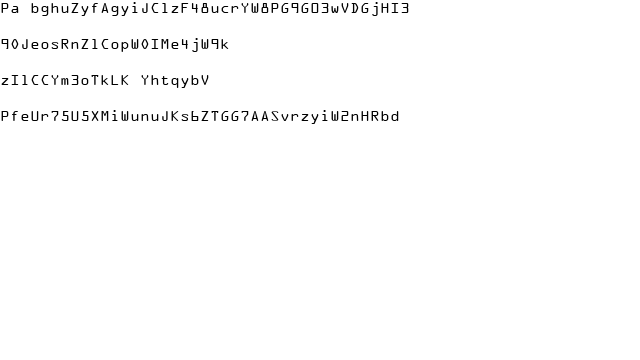 Pa bghuZyfAgyiJClzF48ucrYW8PG9GO3wVDGjHI3
90JeosRnZlCopW0IMe4jW9k
zIlCCYm3oTkLK YhtqybV
PfeUr75U5XMiWunuJKs6ZTGG7AASvrzyiW2nHRbd